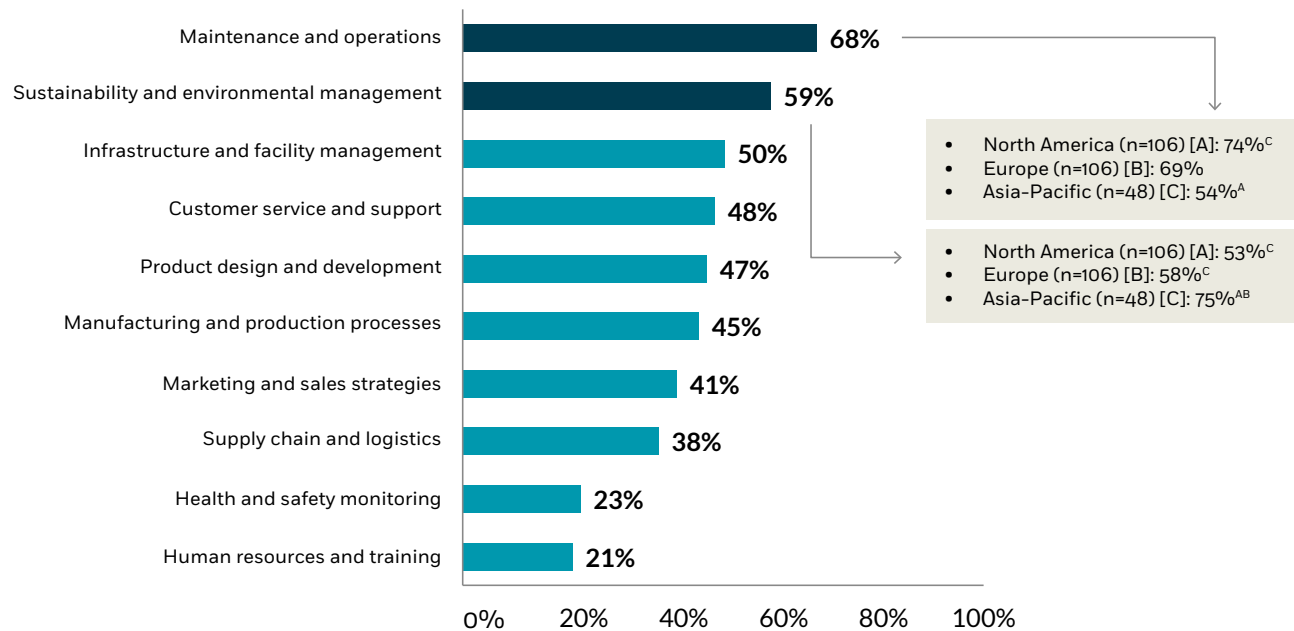 Maintenance and operations 68%
Sustainability and environmental management 59%
Infrastructure and facility management 50%
Customer service and support 48%
Product design and development 47%
Manufacturing and production processes 45%
Marketing and sales strategies 41%
Supply chain and logistics 38%
Health and safety monitoring 23%
Human resources and training 21%
0% 20% 40% 60% 80% 100%
• North America (n=106) [A]: 74%ᶜ
• Europe (n=106) [B]: 69%
• Asia-Pacific (n=48) [C]: 54%ᴬ
• North America (n=106) [A]: 53%ᶜ
• Europe (n=106) [B]: 58%ᶜ
• Asia-Pacific (n=48) [C]: 75%ᴬᴮ